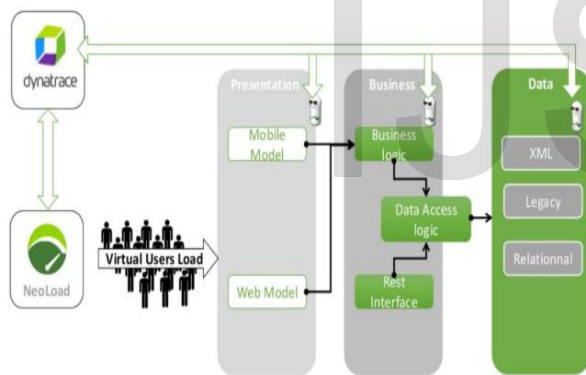 dynatrace
NeoLoad
Virtual Users Load
Presentation
Mobile
Model
Web Model
Business
Business
logic
Data Access
logic
Rest
Interface
Data
XML
Legacy
Relationnal